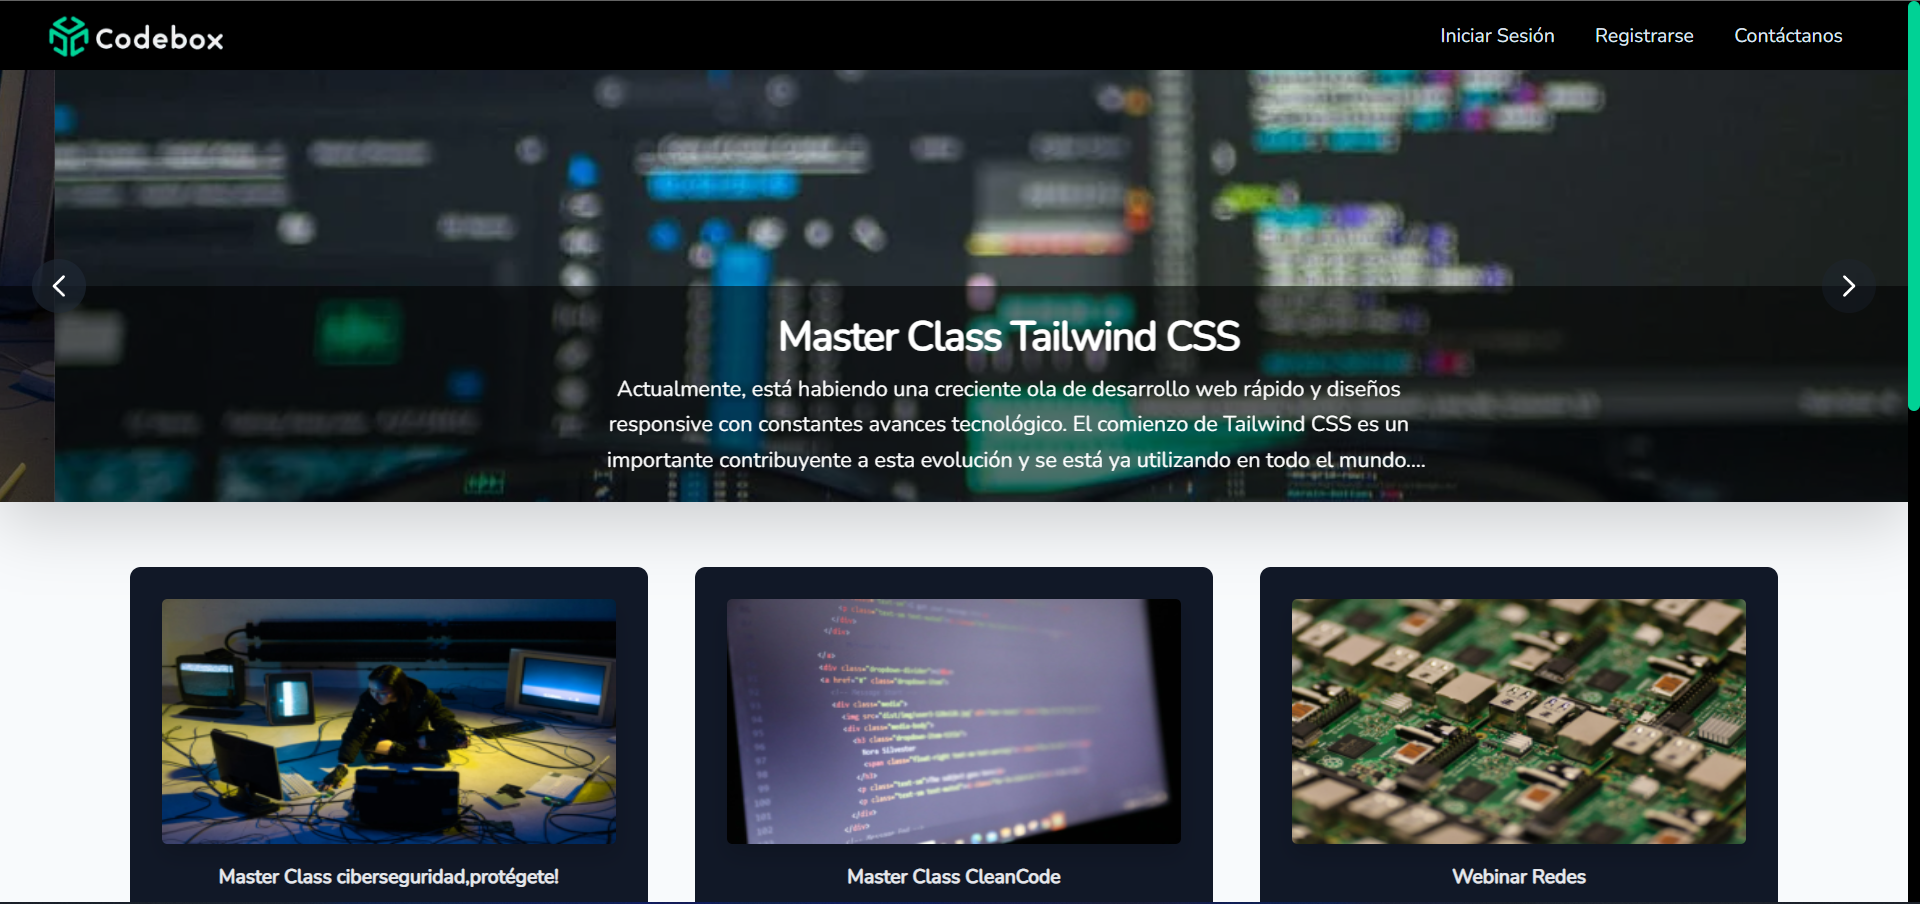 Codebox
Iniciar Sesión
Registrarse
Contáctanos
Master Class Tailwind CSS
Actualmente, está habiendo una creciente ola de desarrollo web rápido y diseños
responsive con constantes avances tecnológico. El comienzo de Tailwind CSS es un
importante contribuyente a esta evolución y se está ya utilizando en todo el mundo....
Master Class ciberseguridad,protégete!
Master Class CleanCode
Webinar Redes